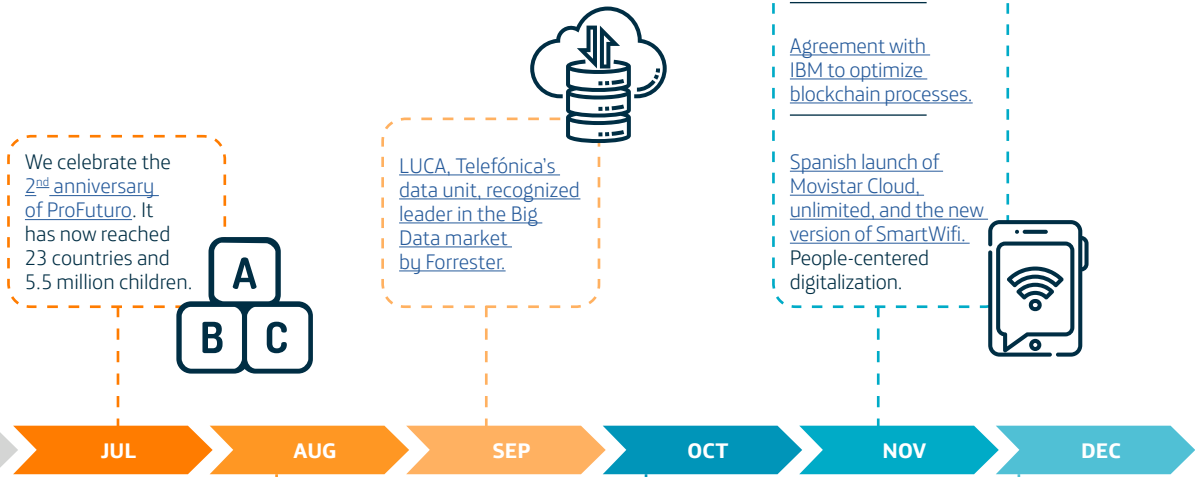 We celebrate the
2nd anniversary
of ProFuturo. It
has now reached
23 countries and
5.5 million children.
A
B C
LUCA, Telefónica’s
data unit, recognized
leader in the Big
Data market
by Forrester.
Agreement with
IBM to optimize
blockchain processes.
Spanish launch of
Movistar Cloud,
unlimited, and the new
version of SmartWifi.
People-centered
digitalization.
JUL AUG SEP OCT NOV DEC